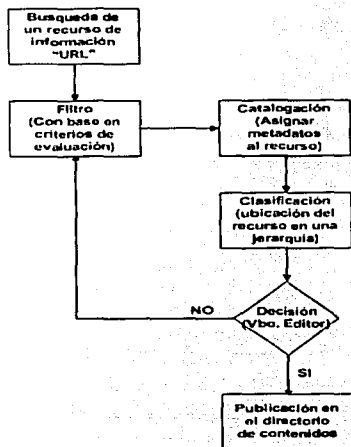 Busqueda de
un recurso de
información
"URL"
Filtro
(Con base en
criterios de
evaluación)
Catalogación
(Asignar
metadatos
al recurso)
Clasificación
(ubicación del
recurso en una
jerarquía)
Decisión
(Vbo. Editor)
NO
SI
Publicación en
el directorio
de contenidos